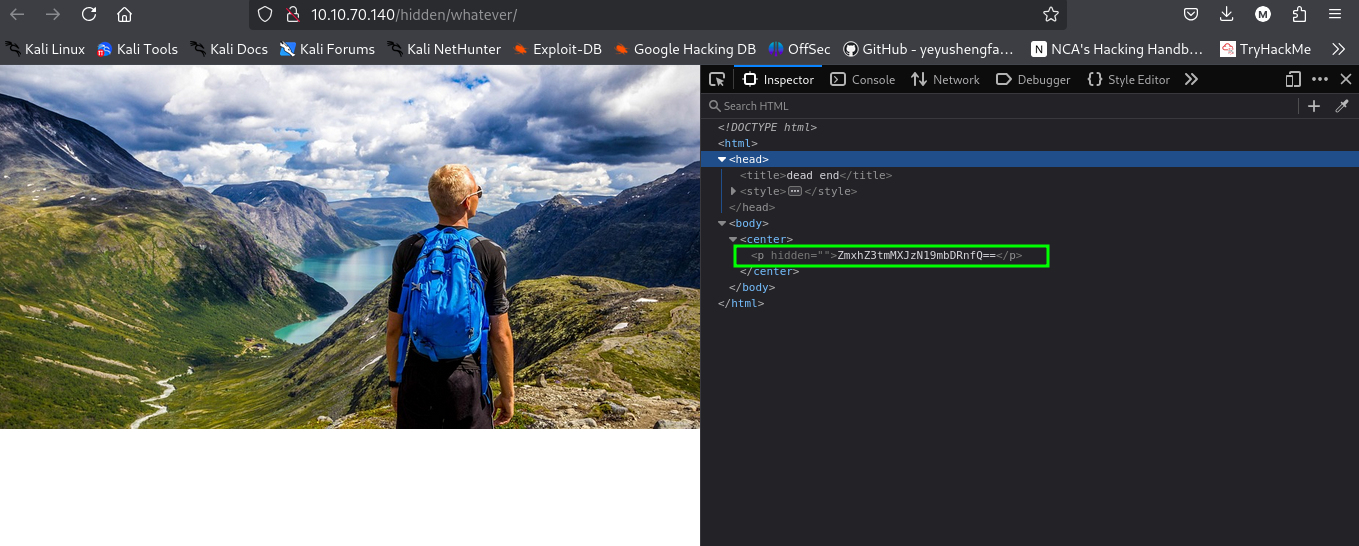 10.10.70.140/hidden/whatever/
M
Kali Linux Kali Tools Kali Docs Kali Forums Kali NetHunter Exploit-DB Google Hacking DB OffSec GitHub - yeyushengfa… N NCA's Hacking Handb… TryHackMe
Inspector Console Network Debugger {} Style Editor
Search HTML
<!DOCTYPE html>
<html>
<head>
<title>dead end</title>
<style>…</style>
</head>
<body>
<center>
<p hidden="">ZmxhZ3tmMXJzN19mbDRnfQ==</p>
</center>
</body>
</html>